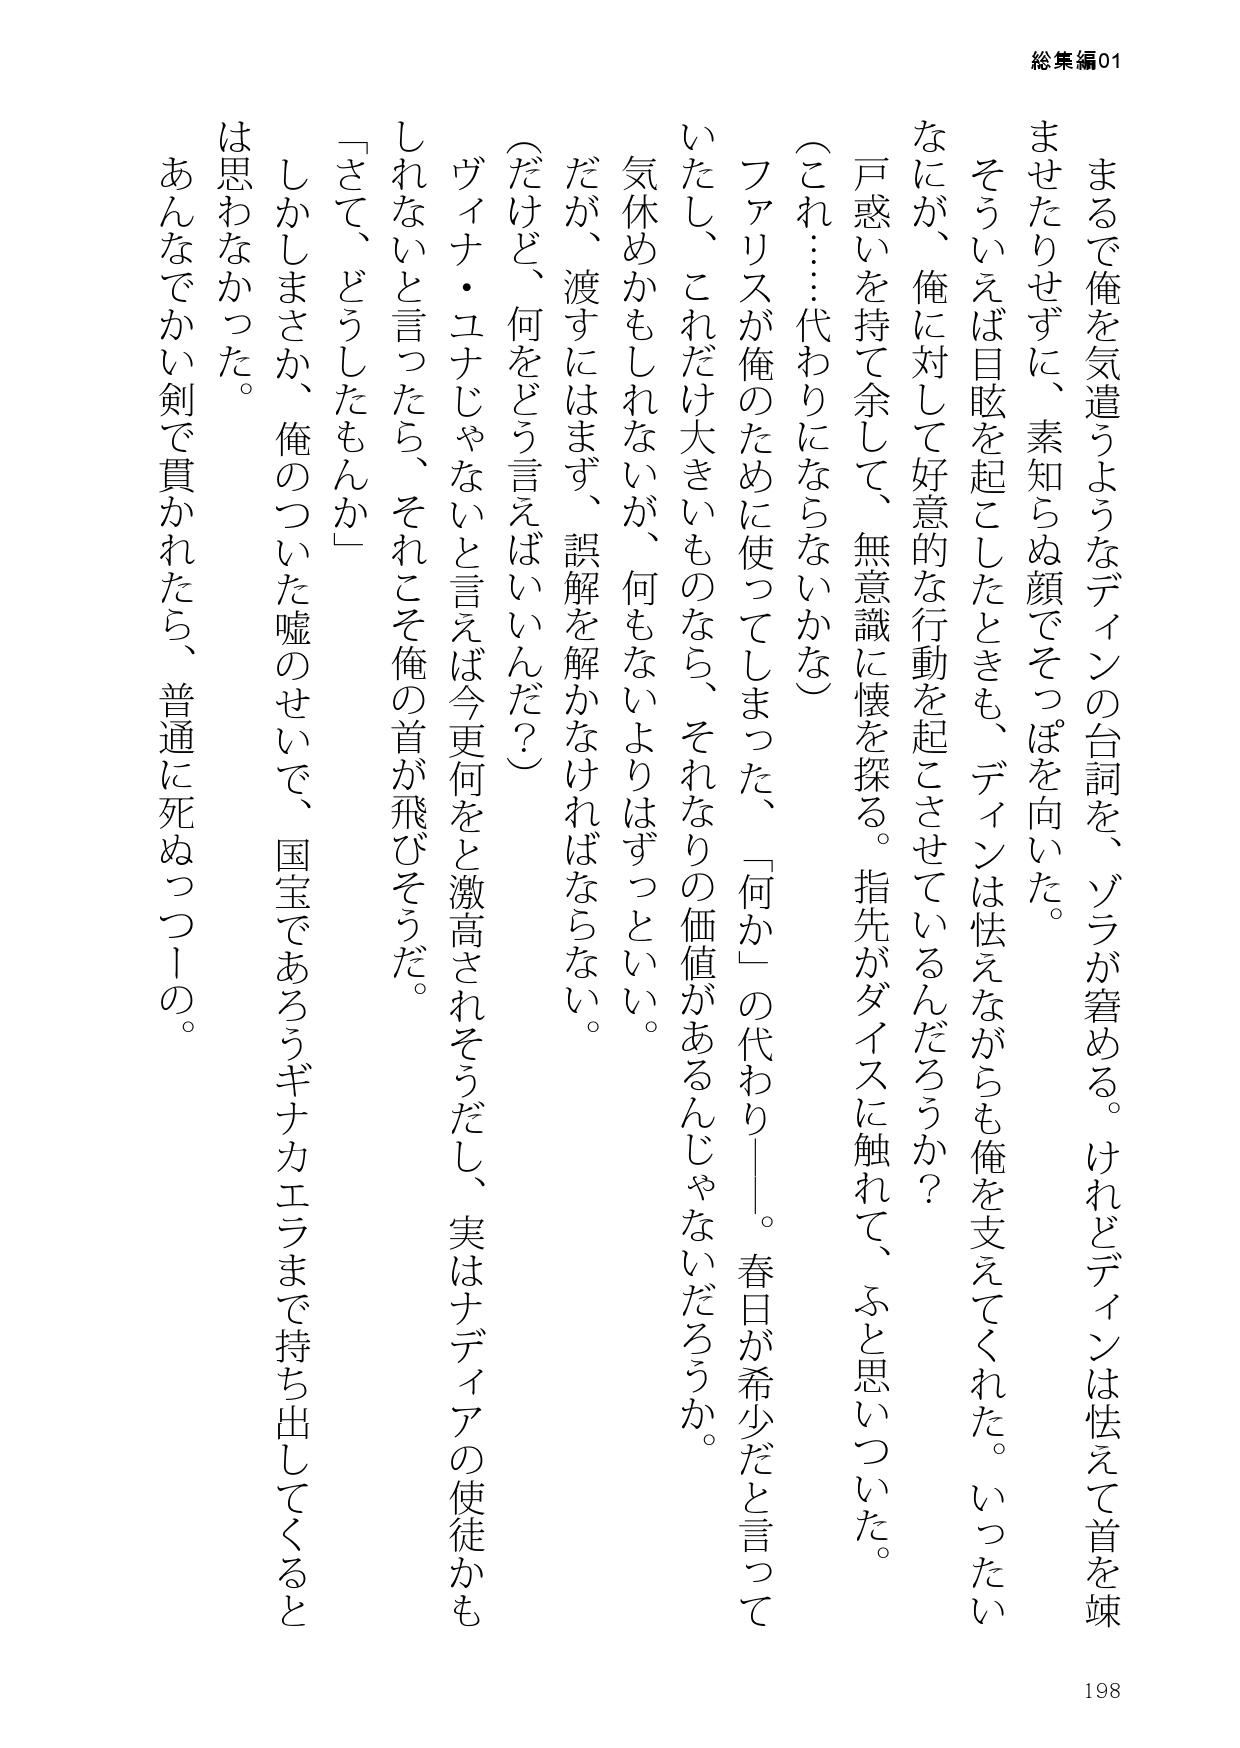 総集編01
　まるで俺を気遣うようなディンの台詞を、ゾラが窘める。けれどディンは怯えて首を竦
ませたりせずに、素知らぬ顔でそっぽを向いた。
　そういえば目眩を起こしたときも、ディンは怯えながらも俺を支えてくれた。いったい
なにが、俺に対して好意的な行動を起こさせているんだろうか？
　戸惑いを持て余して、無意識に懐を探る。指先がダイスに触れて、ふと思いついた。
（これ……代わりにならないかな）
　ファリスが俺のために使ってしまった、「何か」の代わり――。春日が希少だと言って
いたし、これだけ大きいものなら、それなりの価値があるんじゃないだろうか。
　気休めかもしれないが、何もないよりはずっといい。
　だが、渡すにはまず、誤解を解かなければならない。
（だけど、何をどう言えばいいんだ？）
　ヴィナ・ユナじゃないと言えば今更何をと激高されそうだし、実はナディアの使徒かも
しれないと言ったら、それこそ俺の首が飛びそうだ。
「さて、どうしたもんか」
　しかしまさか、俺のついた嘘のせいで、国宝であろうギナカエラまで持ち出してくると
は思わなかった。
　あんなでかい剣で貫かれたら、普通に死ぬっつーの。
198